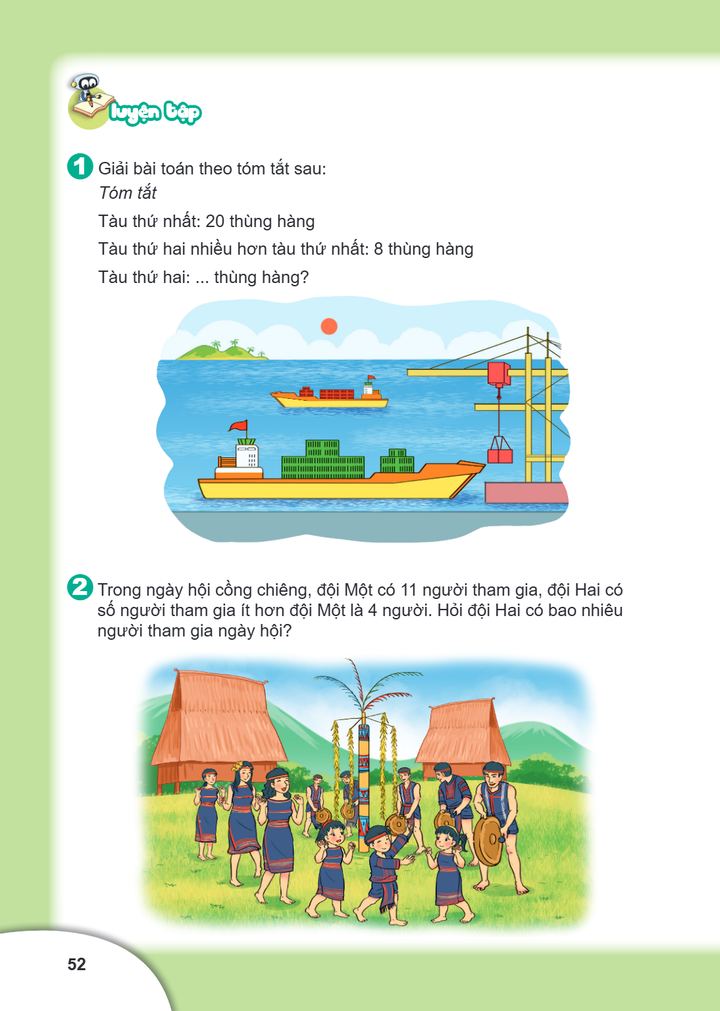 luyện tập
1 Giải bài toán theo tóm tắt sau:
Tóm tắt
Tàu thứ nhất: 20 thùng hàng
Tàu thứ hai nhiều hơn tàu thứ nhất: 8 thùng hàng
Tàu thứ hai: ... thùng hàng?
2 Trong ngày hội cồng chiêng, đội Một có 11 người tham gia, đội Hai có
số người tham gia ít hơn đội Một là 4 người. Hỏi đội Hai có bao nhiêu
người tham gia ngày hội?
52